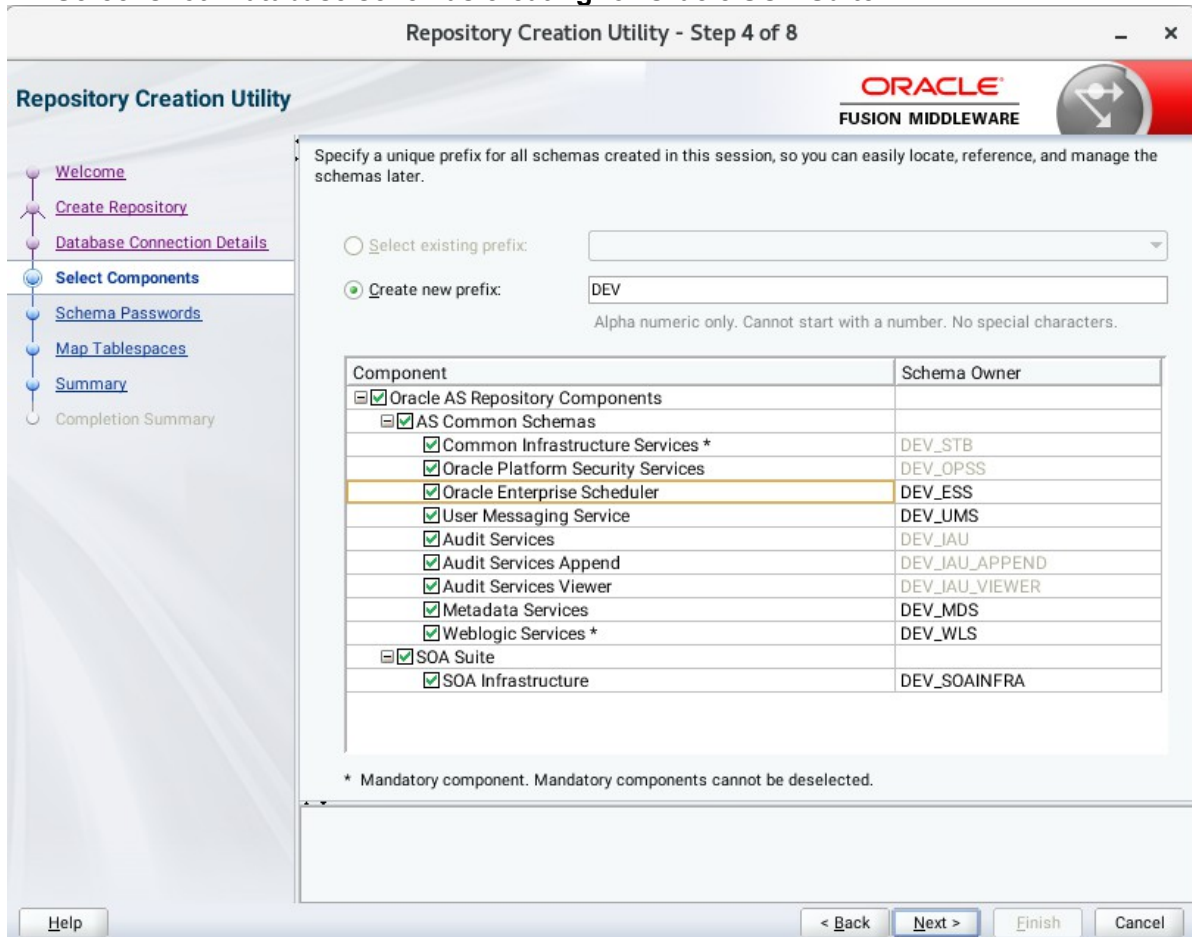 Repository Creation Utility - Step 4 of 8
Repository Creation Utility
ORACLE
FUSION MIDDLEWARE
Welcome
Create Repository
Database Connection Details
Select Components
Schema Passwords
Map Tablespaces
Summary
Completion Summary
Specify a unique prefix for all schemas created in this session, so you can easily locate, reference, and manage the
schemas later.
Select existing prefix:
Create new prefix: DEV
Alpha numeric only. Cannot start with a number. No special characters.
Component Schema Owner
Oracle AS Repository Components
AS Common Schemas
Common Infrastructure Services * DEV_STB
Oracle Platform Security Services DEV_OPSS
Oracle Enterprise Scheduler DEV_ESS
User Messaging Service DEV_UMS
Audit Services DEV_IAU
Audit Services Append DEV_IAU_APPEND
Audit Services Viewer DEV_IAU_VIEWER
Metadata Services DEV_MDS
Weblogic Services * DEV_WLS
SOA Suite
SOA Infrastructure DEV_SOAINFRA
* Mandatory component. Mandatory components cannot be deselected.
Help < Back Next > Finish Cancel